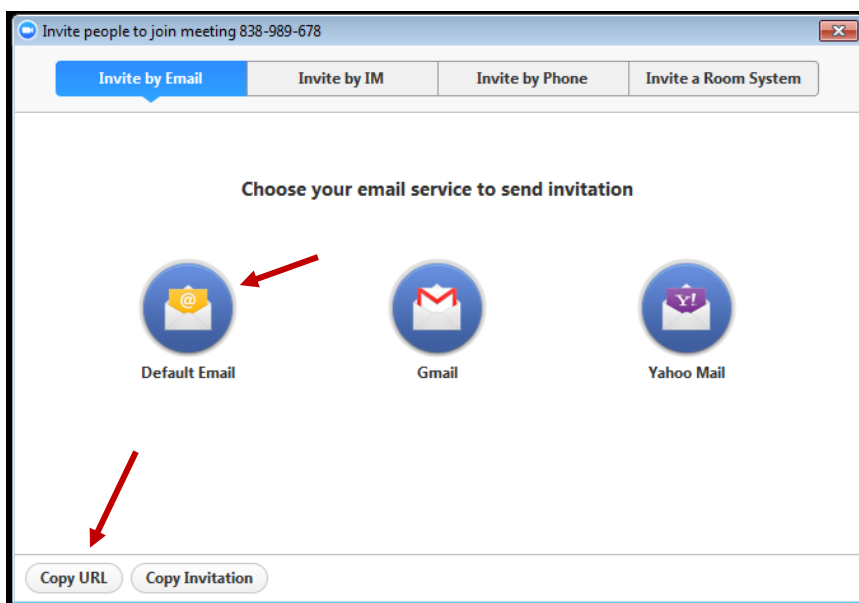 Invite people to join meeting 838-989-678
Invite by Email Invite by IM Invite by Phone Invite a Room System
Choose your email service to send invitation
@ Y!
Default Email Gmail Yahoo Mail
Copy URL Copy Invitation